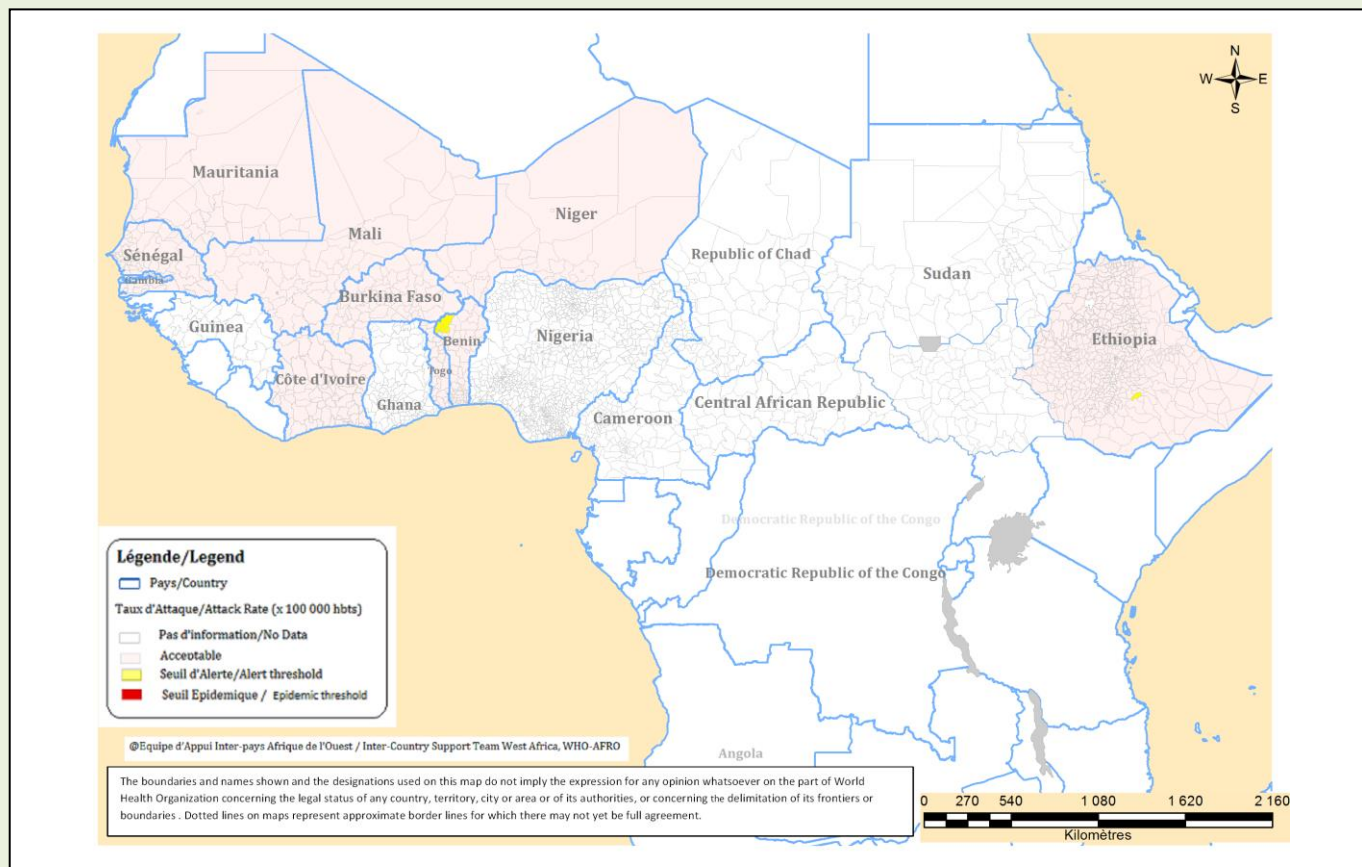 N
W E
S
Mauritania
Niger
Mali
Republic of Chad
Sénégal
Gambia
Sudan
Burkina Faso
Guinea
Nigeria
Benin
Ethiopia
Togo
Côte d'Ivoire
Ghana
Central African Republic
Cameroon
Democratic Republic of the Congo
Democratic Republic of the Congo
Angola
Légende/Legend
Pays/Country
Taux d'Attaque/Attack Rate (x 100 000 hbts)
Pas d'information/No Data
Acceptable
Seuil d'Alerte/Alert threshold
Seuil Epidemique / Epidemic threshold
@Equipe d'Appui Inter-pays Afrique de l'Ouest / Inter-Country Support Team West Africa, WHO-AFRO
The boundaries and names shown and the designations used on this map do not imply the expression for any opinion whatsoever on the part of World
Health Organization concerning the legal status of any country, territory, city or area or of its authorities, or concerning the delimitation of its frontiers or
boundaries . Dotted lines on maps represent approximate border lines for which there may not yet be full agreement.
0 270 540 1 080 1 620 2 160
Kilomètres